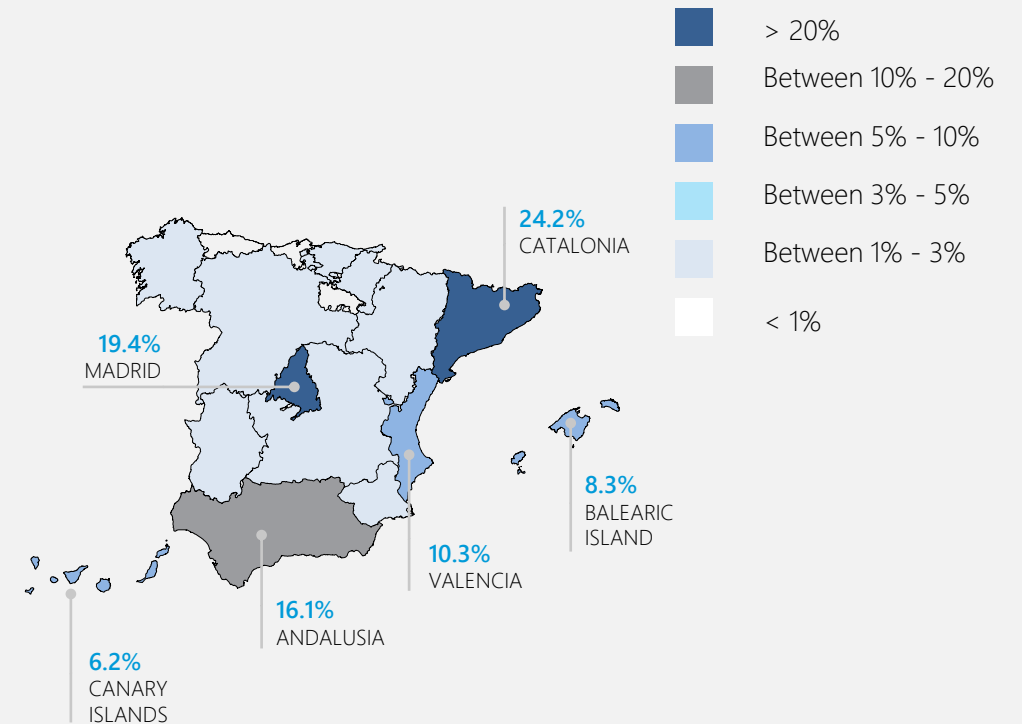 > 20%
Between 10% - 20%
Between 5% - 10%
Between 3% - 5%
Between 1% - 3%
< 1%
24.2%
CATALONIA
19.4%
MADRID
8.3%
BALEARIC
ISLAND
10.3%
VALENCIA
16.1%
ANDALUSIA
6.2%
CANARY
ISLANDS